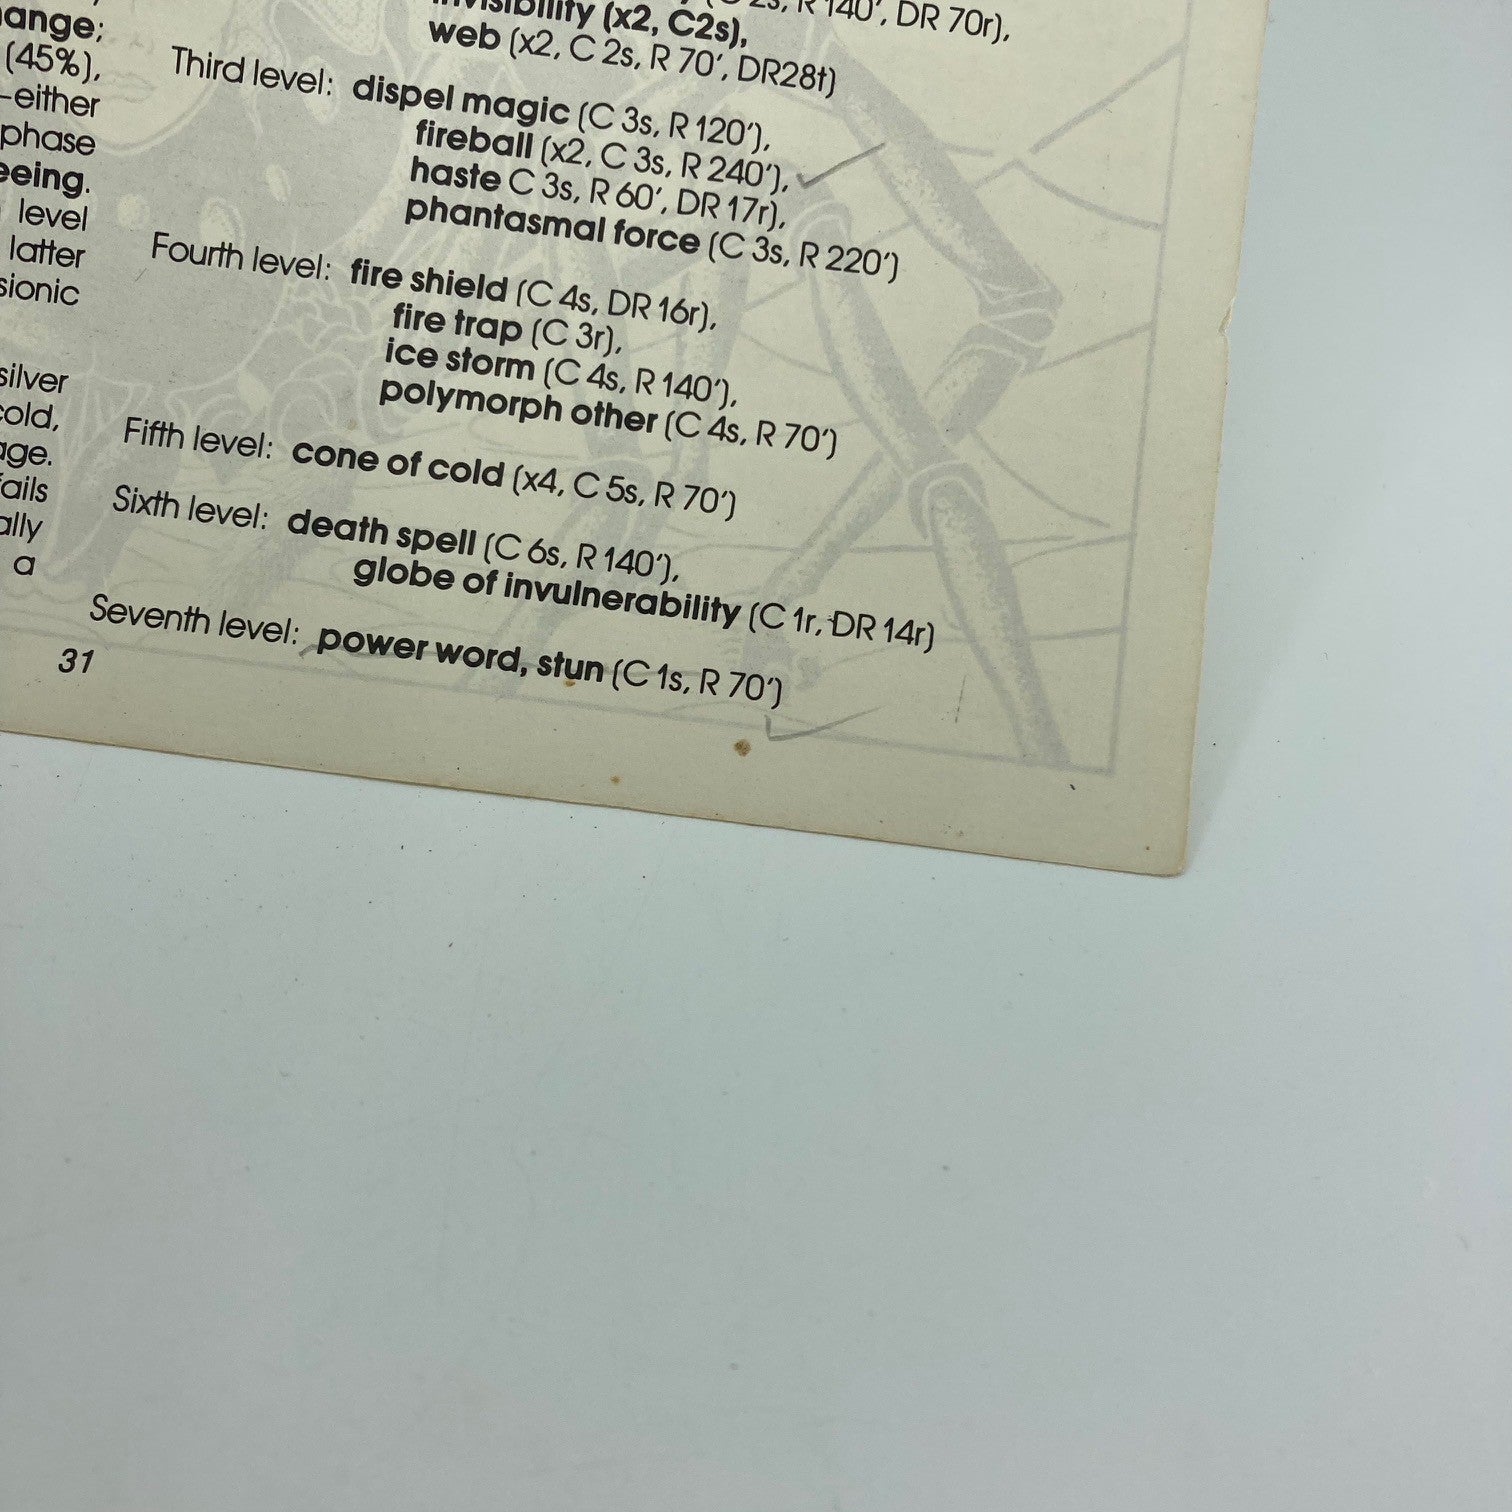 ange;
(45%),
-either
phase
eeing.
level
latter
sionic
silver
cold,
age.
fails
ally
a
31
R 140', DR 70r),
invisibility (x2, C2s),
web (x2, C 2s, R 70', DR28t)
Third level: dispel magic (C 3s, R 120'),
fireball (x2, C 3s, R 240'),
haste C 3s, R 60', DR 17r),
phantasmal force (C 3s, R 220')
Fourth level: fire shield (C 4s, DR 16r),
fire trap (C 3r),
ice storm (C 4s, R 140'),
polymorph other (C 4s, R 70')
Fifth level: cone of cold (x4, C 5s, R 70')
Sixth level: death spell (C 6s, R 140'),
globe of invulnerability (C 1r, DR 14r)
Seventh level: power word, stun (C 1s, R 70')